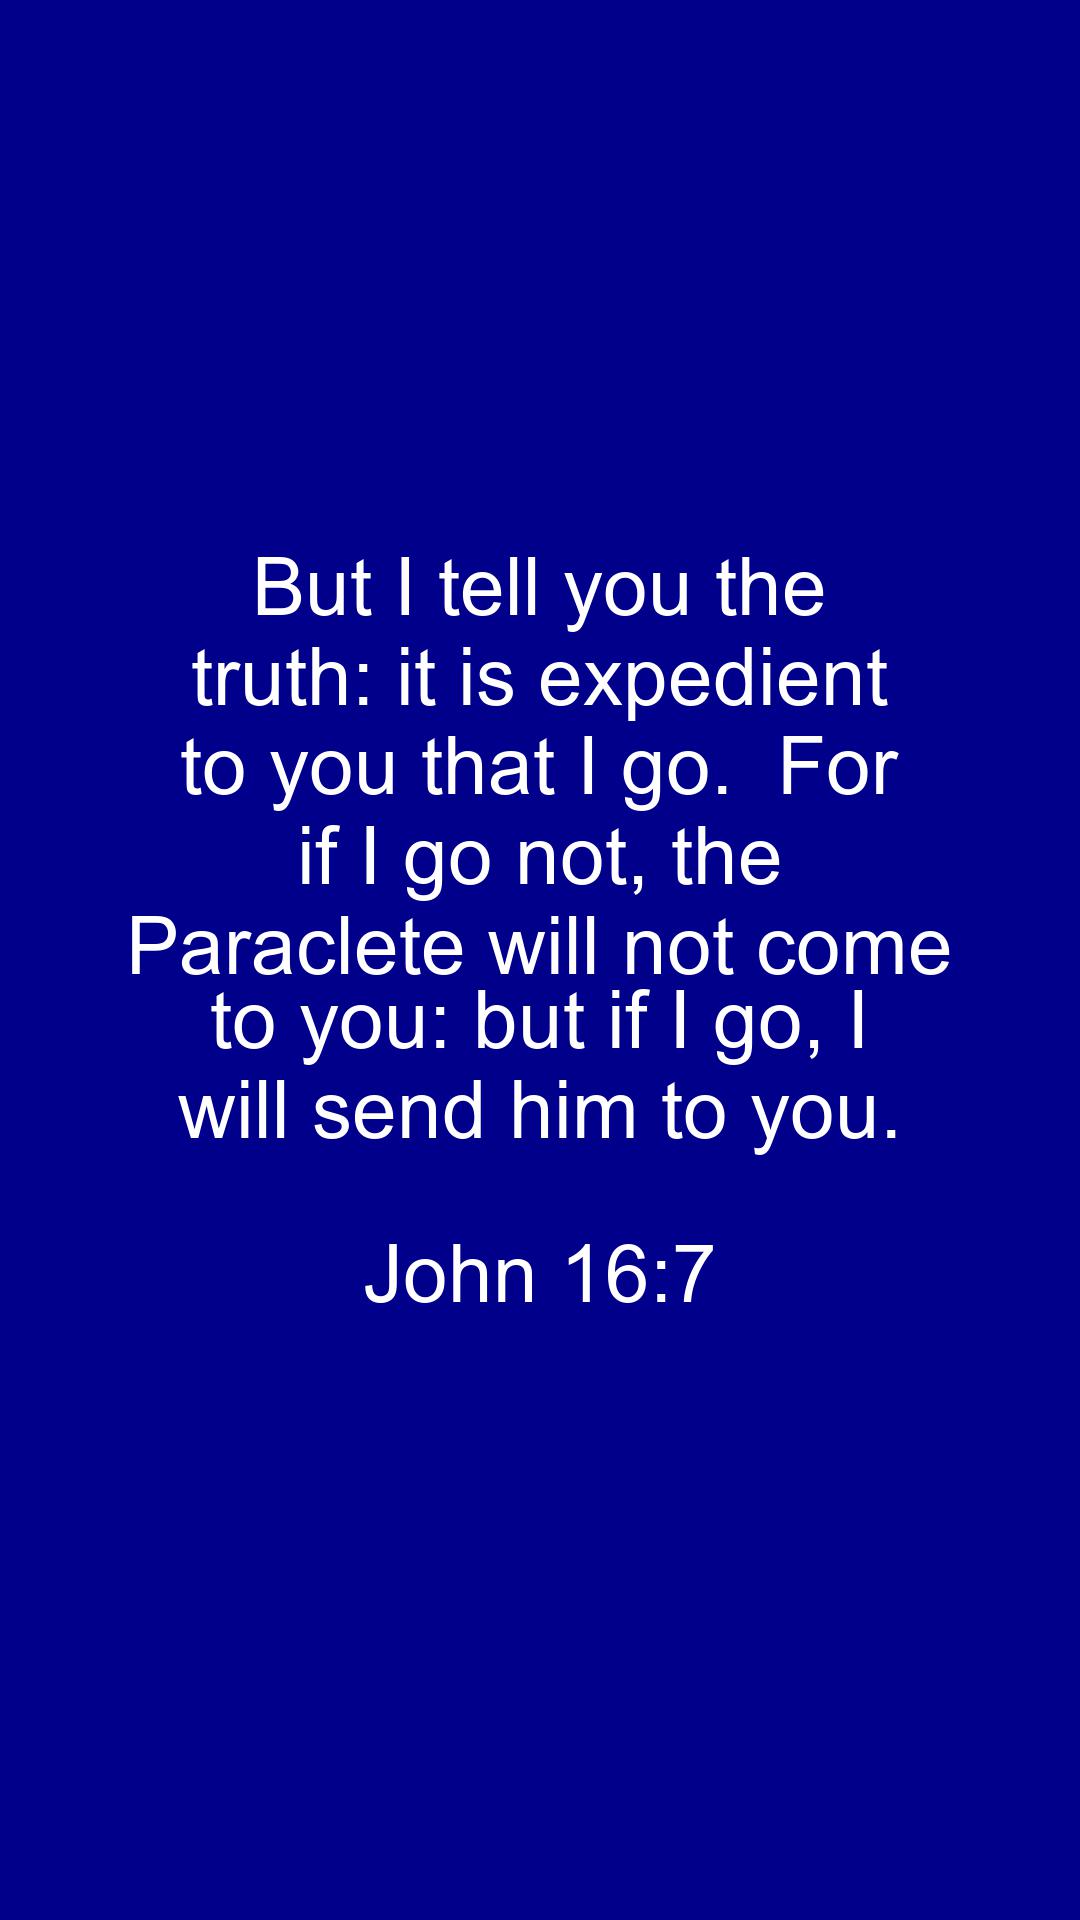 But I tell you the
truth: it is expedient
to you that I go.  For
if I go not, the
Paraclete will not come
to you: but if I go, I
will send him to you.
John 16:7